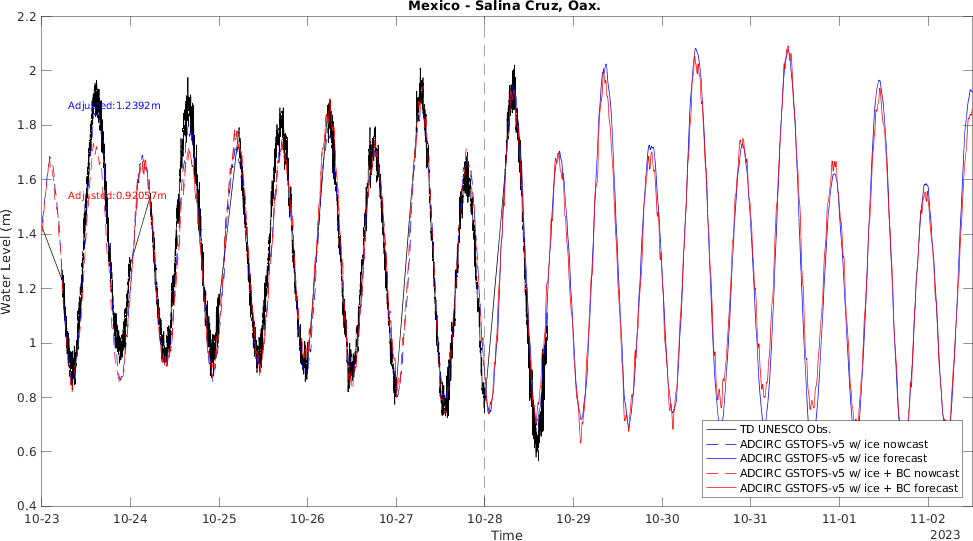 Mexico - Salina Cruz, Oax.
2.2
2
1.8
1.6
1.4
1.2
1
0.8
0.6
0.4
Water Level (m)
Adjusted:1.2392m
Adjusted:0.92057m
TD UNESCO Obs.
ADCIRC GSTOFS-v5 w/ ice nowcast
ADCIRC GSTOFS-v5 w/ ice forecast
ADCIRC GSTOFS-v5 w/ ice + BC nowcast
ADCIRC GSTOFS-v5 w/ ice + BC forecast
10-23 10-24 10-25 10-26 10-27 10-28 10-29 10-30 10-31 11-01 11-02
Time
2023